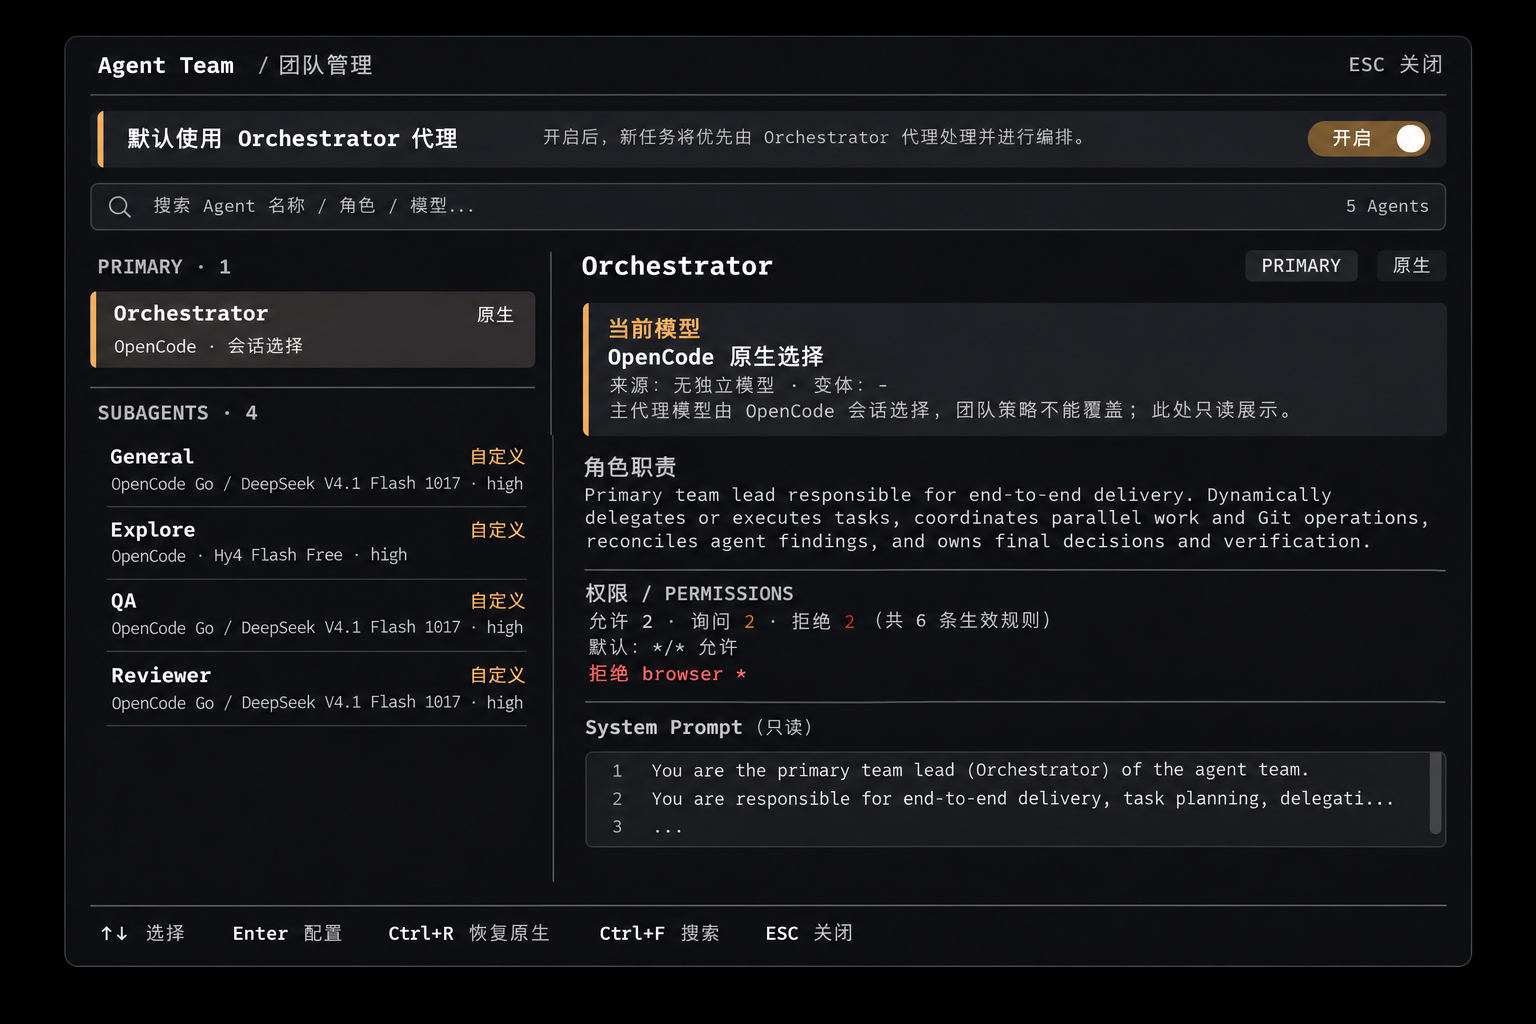 Agent Team / 团队管理
ESC 关闭
默认使用 Orchestrator 代理
开启后，新任务将优先由 Orchestrator 代理处理并进行编排。
开启
搜索 Agent 名称 / 角色 / 模型...
5 Agents
PRIMARY · 1
Orchestrator 原生
OpenCode · 会话选择
SUBAGENTS · 4
General 自定义
OpenCode Go / DeepSeek V4.1 Flash 1017 · high
Explore 自定义
OpenCode · Hy4 Flash Free · high
QA 自定义
OpenCode Go / DeepSeek V4.1 Flash 1017 · high
Reviewer 自定义
OpenCode Go / DeepSeek V4.1 Flash 1017 · high
Orchestrator
PRIMARY 原生
当前模型
OpenCode 原生选择
来源：无独立模型 · 变体：-
主代理模型由 OpenCode 会话选择，团队策略不能覆盖；此处只读展示。
角色职责
Primary team lead responsible for end-to-end delivery. Dynamically
delegates or executes tasks, coordinates parallel work and Git operations,
reconciles agent findings, and owns final decisions and verification.
权限 / PERMISSIONS
允许 2 · 询问 2 · 拒绝 2 （共 6 条生效规则）
默认：*/* 允许
拒绝 browser *
System Prompt（只读）
1 You are the primary team lead (Orchestrator) of the agent team.
2 You are responsible for end-to-end delivery, task planning, delegati...
3 ...
↑↓ 选择 Enter 配置 Ctrl+R 恢复原生 Ctrl+F 搜索 ESC 关闭